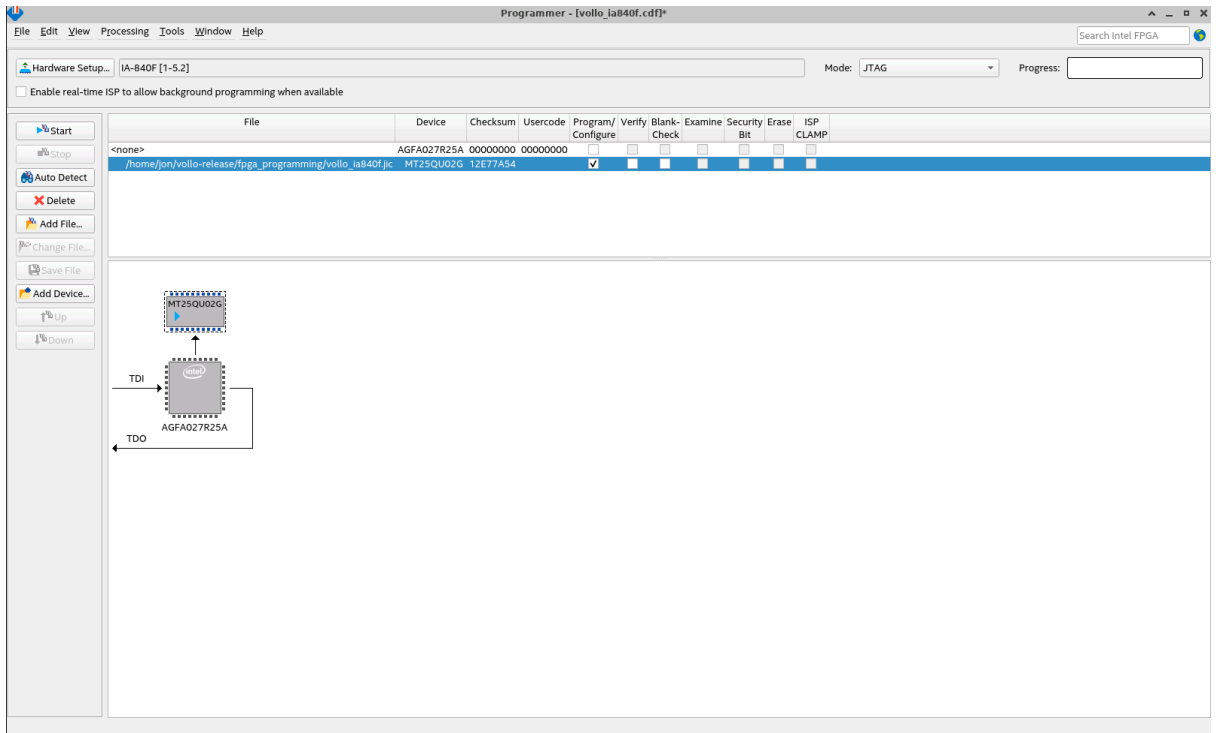 Programmer - [vollo_ia840f.cdf]*
File Edit View Processing Tools Window Help
Search Intel FPGA
Hardware Setup... IA-840F [1-5.2] Mode: JTAG Progress:
Enable real-time ISP to allow background programming when available
Start
Stop
Auto Detect
Delete
Add File...
Change File...
Save File
Add Device...
Up
Down
File Device Checksum Usercode Program/ Configure Verify Blank- Check Examine Security Bit Erase ISP CLAMP
<none> AGFA027R25A 00000000 00000000
/home/jon/vollo-release/fpga_programming/vollo_ia840f.jic MT25QU02G 12E77A54
MT25QU02G
TDI
intel
AGFA027R25A
TDO